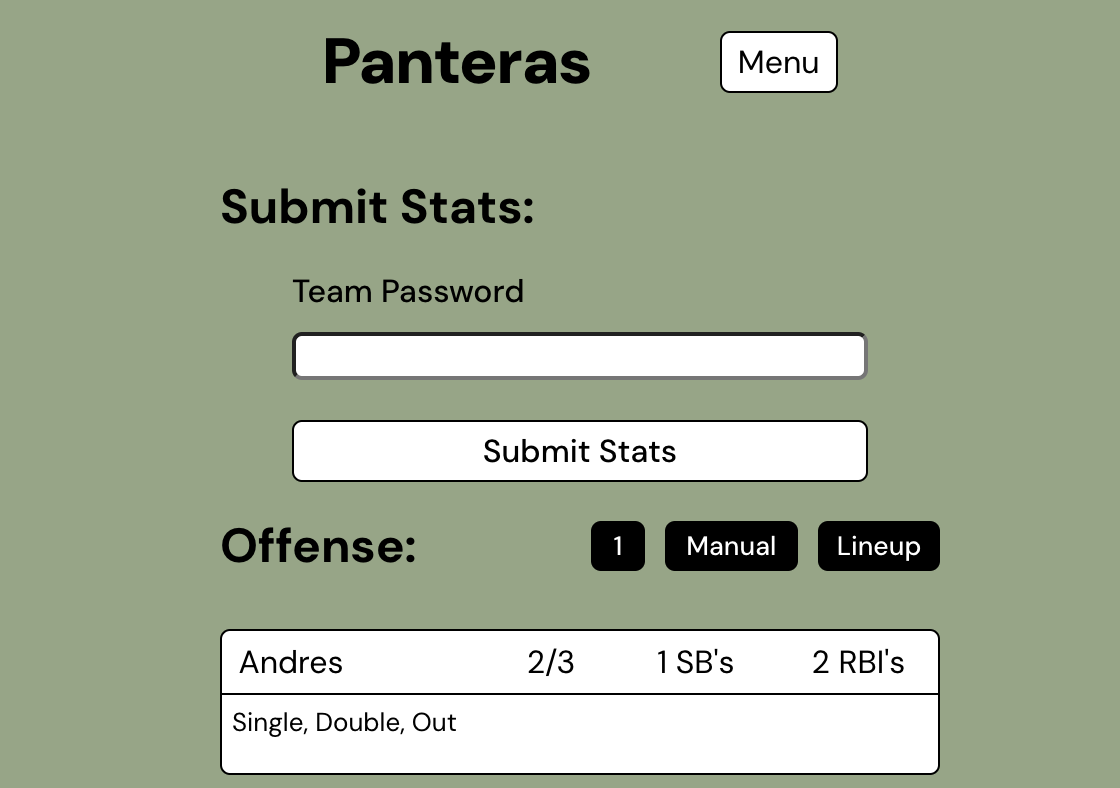 Panteras Menu
Submit Stats:
Team Password
Submit Stats
Offense: 1 Manual Lineup
Andres 2/3 1 SB's 2 RBI's
Single, Double, Out